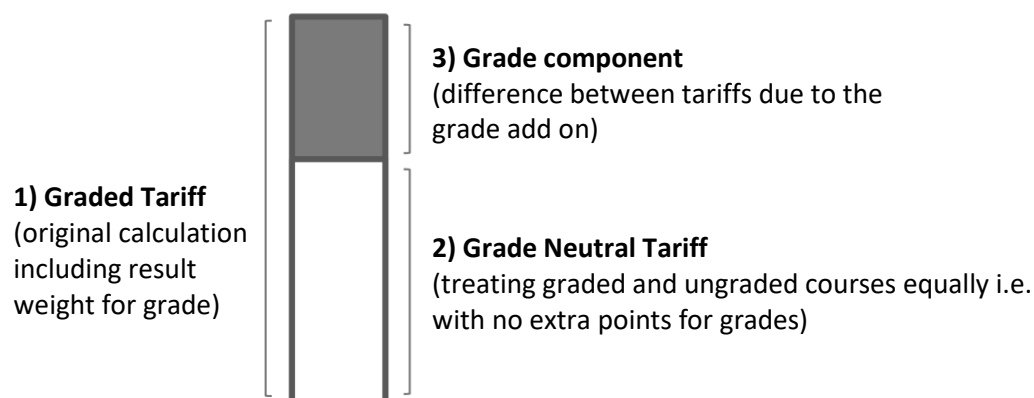 1) Graded Tariff
(original calculation
including result
weight for grade)
3) Grade component
(difference between tariffs due to the
grade add on)
2) Grade Neutral Tariff
(treating graded and ungraded courses equally i.e.
with no extra points for grades)